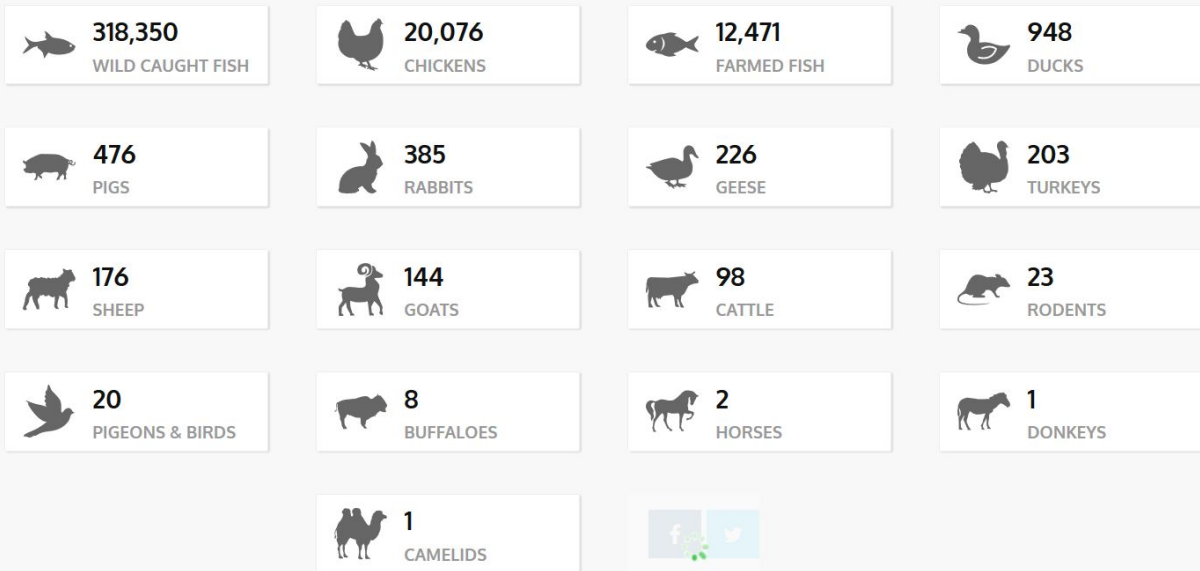 318,350
WILD CAUGHT FISH
20,076
CHICKENS
12,471
FARMED FISH
948
DUCKS
476
PIGS
385
RABBITS
226
GEESE
203
TURKEYS
176
SHEEP
144
GOATS
98
CATTLE
23
RODENTS
20
PIGEONS & BIRDS
8
BUFFALOES
2
HORSES
1
DONKEYS
1
CAMELIDS